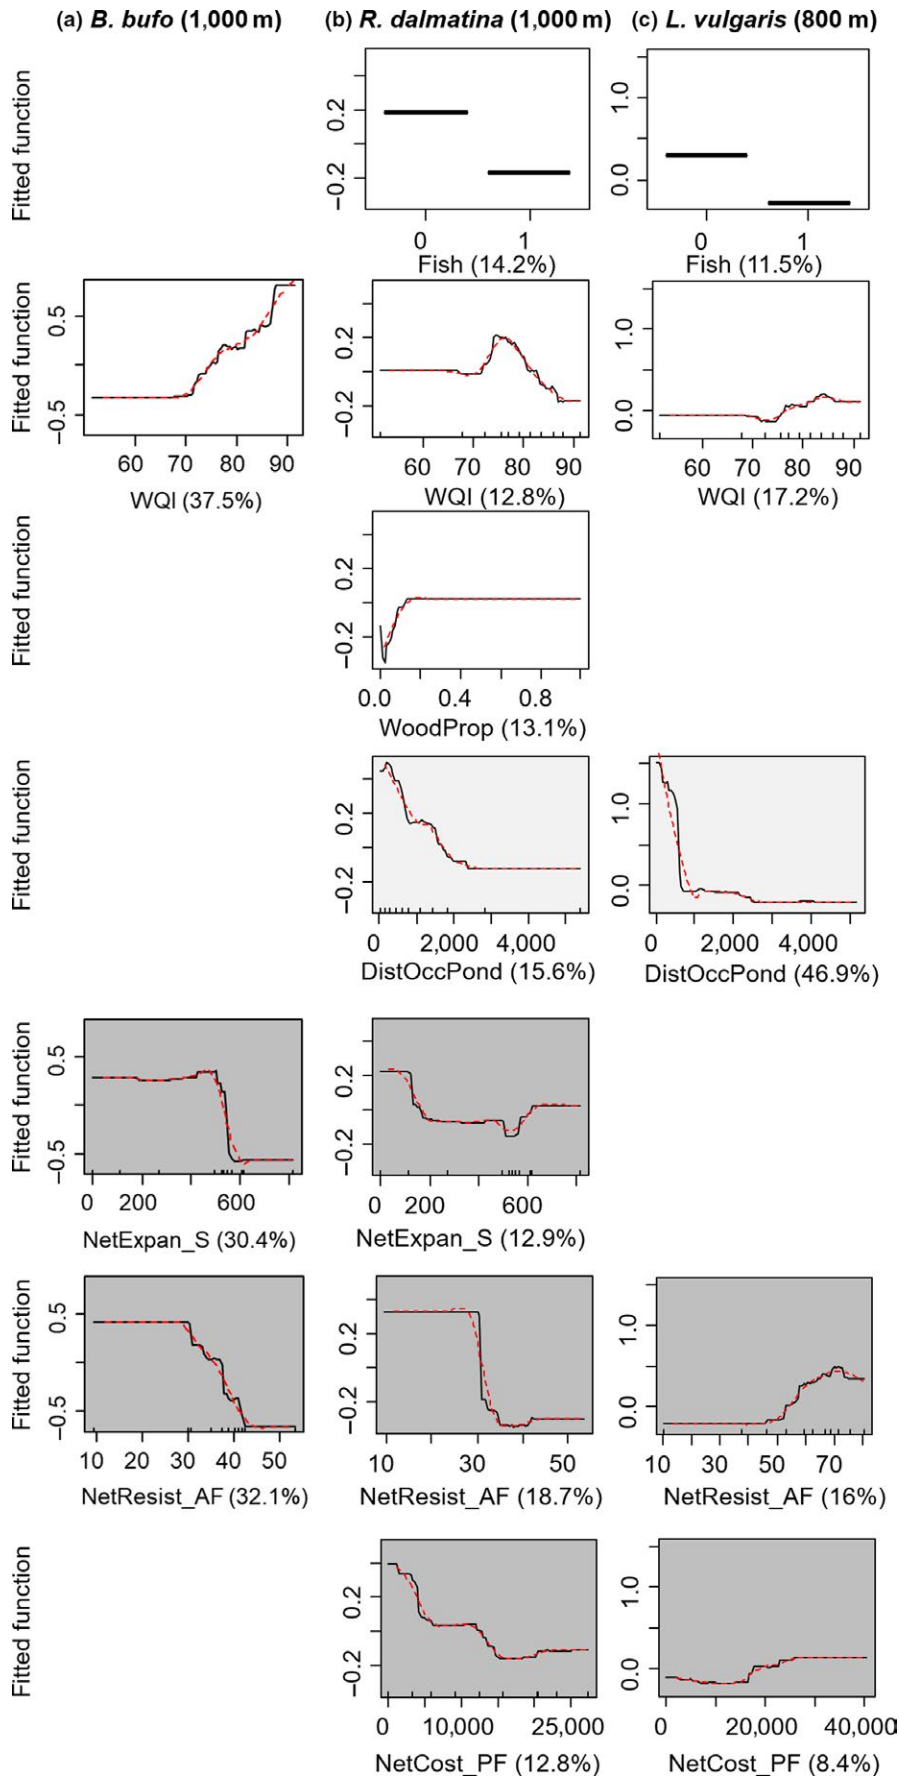 (a) B. bufo (1,000 m) (b) R. dalmatina (1,000 m) (c) L. vulgaris (800 m)
Fitted function
0.2
−0.2
0 1
Fish (14.2%)
1.0
0.0
0 1
Fish (11.5%)
Fitted function
0.5
−0.5
60 70 80 90
WQI (37.5%)
0.2
−0.2
60 70 80 90
WQI (12.8%)
1.0
0.0
60 70 80 90
WQI (17.2%)
Fitted function
0.2
−0.2
0.0 0.4 0.8
WoodProp (13.1%)
Fitted function
0.2
−0.2
0 2,000 4,000
DistOccPond (15.6%)
1.0
0.0
0 2,000 4,000
DistOccPond (46.9%)
Fitted function
0.5
−0.5
0 200 600
NetExpan_S (30.4%)
0.2
−0.2
0 200 600
NetExpan_S (12.9%)
Fitted function
0.5
−0.5
10 20 30 40 50
NetResist_AF (32.1%)
0.2
−0.2
10 30 50
NetResist_AF (18.7%)
1.0
0.0
10 30 50 70
NetResist_AF (16%)
Fitted function
0.2
−0.2
0 10,000 25,000
NetCost_PF (12.8%)
1.0
0.0
0 20,000 40,000
NetCost_PF (8.4%)